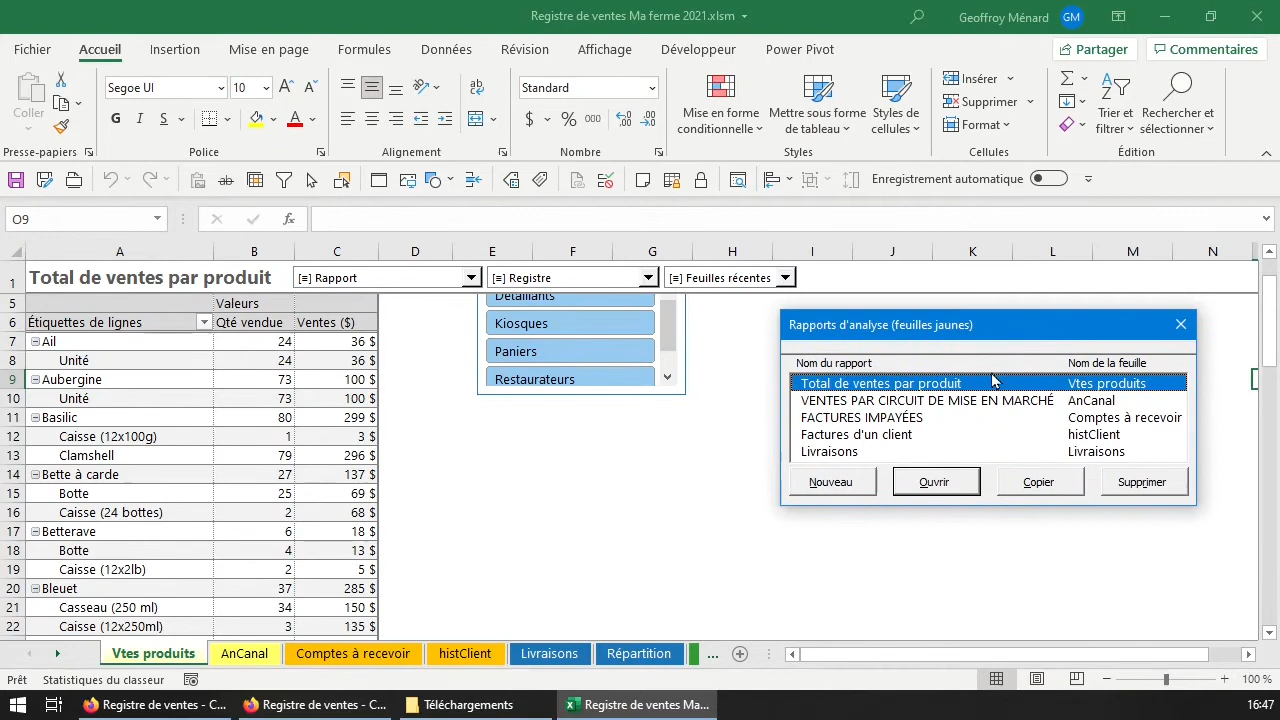 Registre de ventes Ma ferme 2021.xlsm
Geoffroy Ménard GM
Fichier Accueil Insertion Mise en page Formules Données Révision Affichage Développeur Power Pivot Partager Commentaires
Coller
Segoe UI 10
G I S A
Standard
$ % 000
Mise en forme conditionnelle
Mettre sous forme de tableau
Styles de cellules
Insérer
Supprimer
Format
Trier et filtrer
Rechercher et sélectionner
Presse-papiers Police Alignement Nombre Styles Cellules Édition
Enregistrement automatique
O9 fx
A B C D E F G H I J K L M N
1 Total de ventes par produit [≡] Rapport [≡] Registre [≡] Feuilles récentes
5 Valeurs
6 Étiquettes de lignes Qté vendue Ventes ($)
7 Ail 24 36 $
8 Unité 24 36 $
9 Aubergine 73 100 $
10 Unité 73 100 $
11 Basilic 80 299 $
12 Caisse (12x100g) 1 3 $
13 Clamshell 79 296 $
14 Bette à carde 27 137 $
15 Botte 25 69 $
16 Caisse (24 bottes) 2 68 $
17 Betterave 6 18 $
18 Botte 4 13 $
19 Caisse (12x2lb) 2 5 $
20 Bleuet 37 285 $
21 Casseau (250 ml) 34 150 $
22 Caisse (12x250ml) 3 135 $
Détaillants
Kiosques
Paniers
Restaurateurs
Rapports d'analyse (feuilles jaunes)
Nom du rapport Nom de la feuille
Total de ventes par produit Vtes produits
VENTES PAR CIRCUIT DE MISE EN MARCHÉ AnCanal
FACTURES IMPAYÉES Comptes à recevoir
Factures d'un client histClient
Livraisons Livraisons
Nouveau Ouvrir Copier Supprimer
Vtes produits AnCanal Comptes à recevoir histClient Livraisons Répartition ...
Prêt Statistiques du classeur 100 %
Registre de ventes - C... Registre de ventes - C... Téléchargements Registre de ventes Ma... 16:47